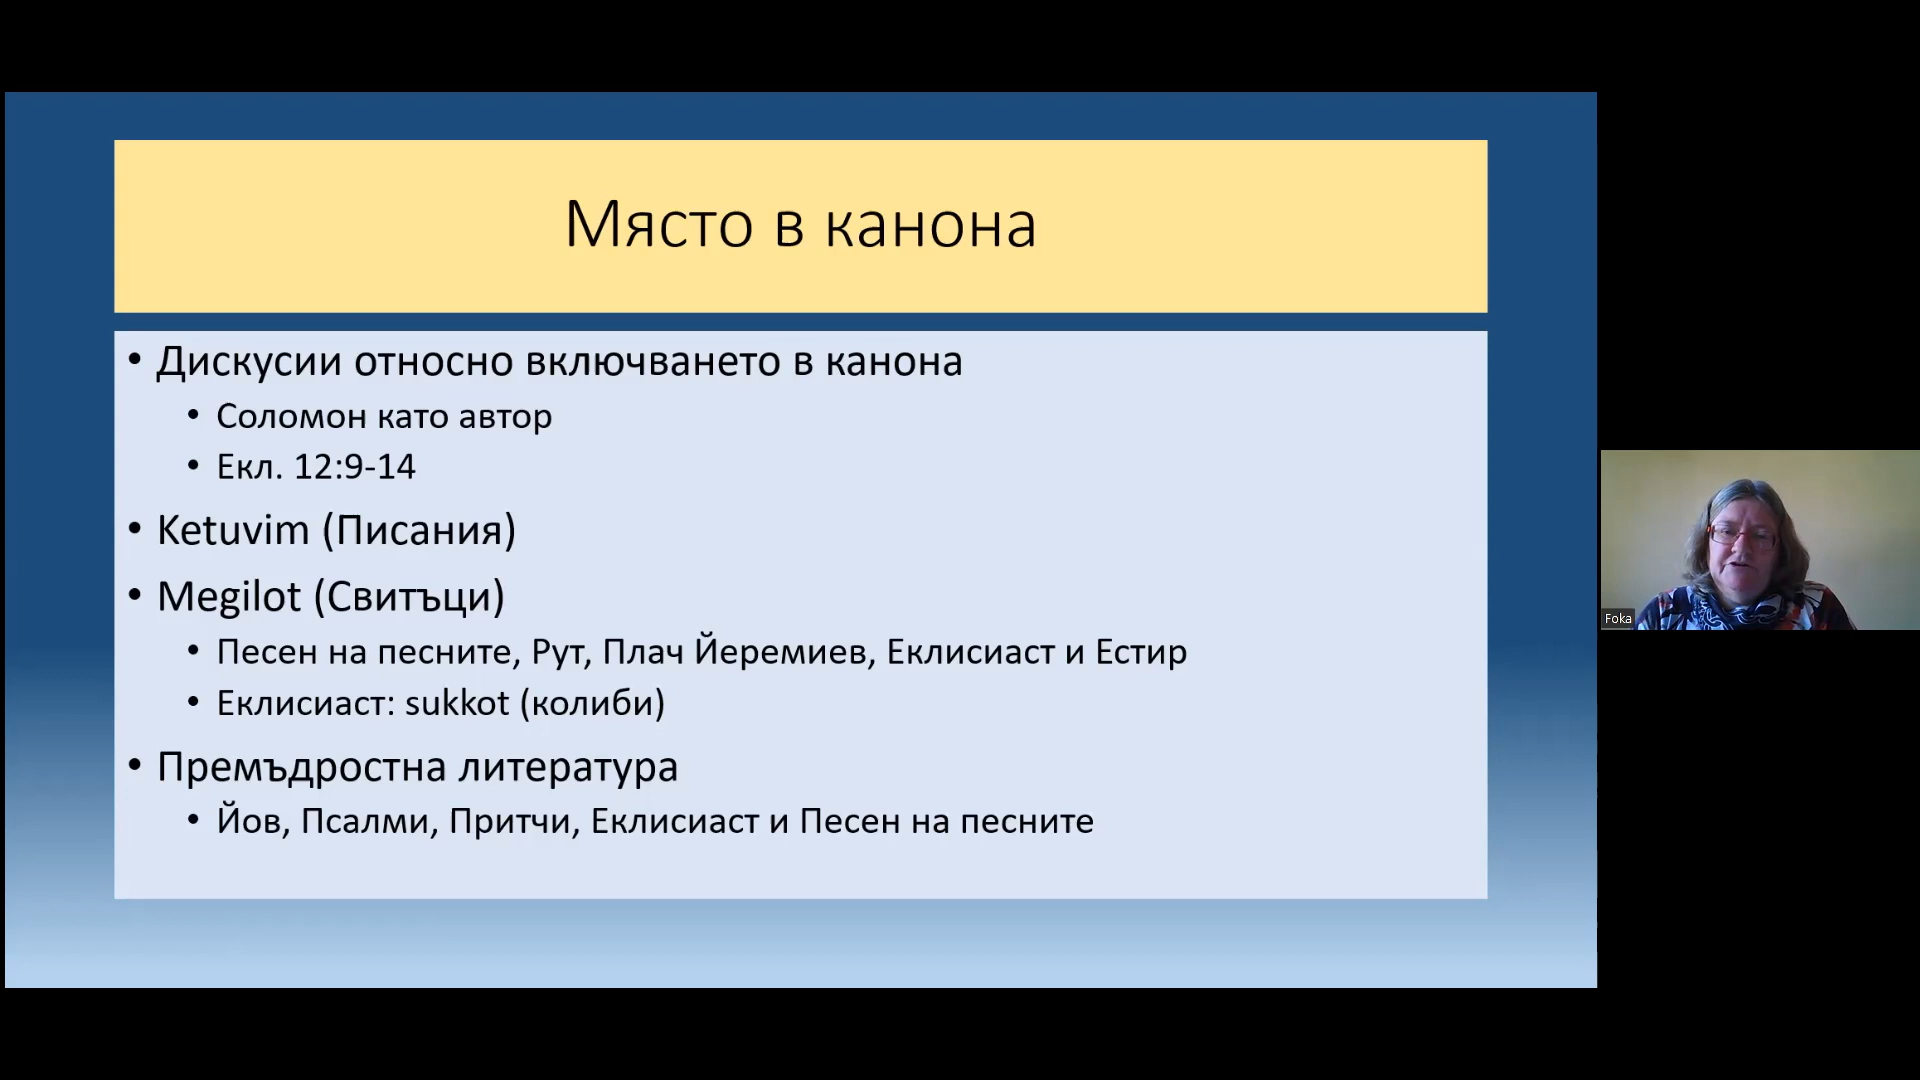 Място в канона
• Дискусии относно включването в канона
• Соломон като автор
• Екл. 12:9-14
• Ketuvim (Писания)
• Megilot (Свитъци)
• Песен на песните, Рут, Плач Йеремиев, Еклисиаст и Естир
• Еклисиаст: sukkot (колиби)
• Премъдростна литература
• Йов, Псалми, Притчи, Еклисиаст и Песен на песните
Foka